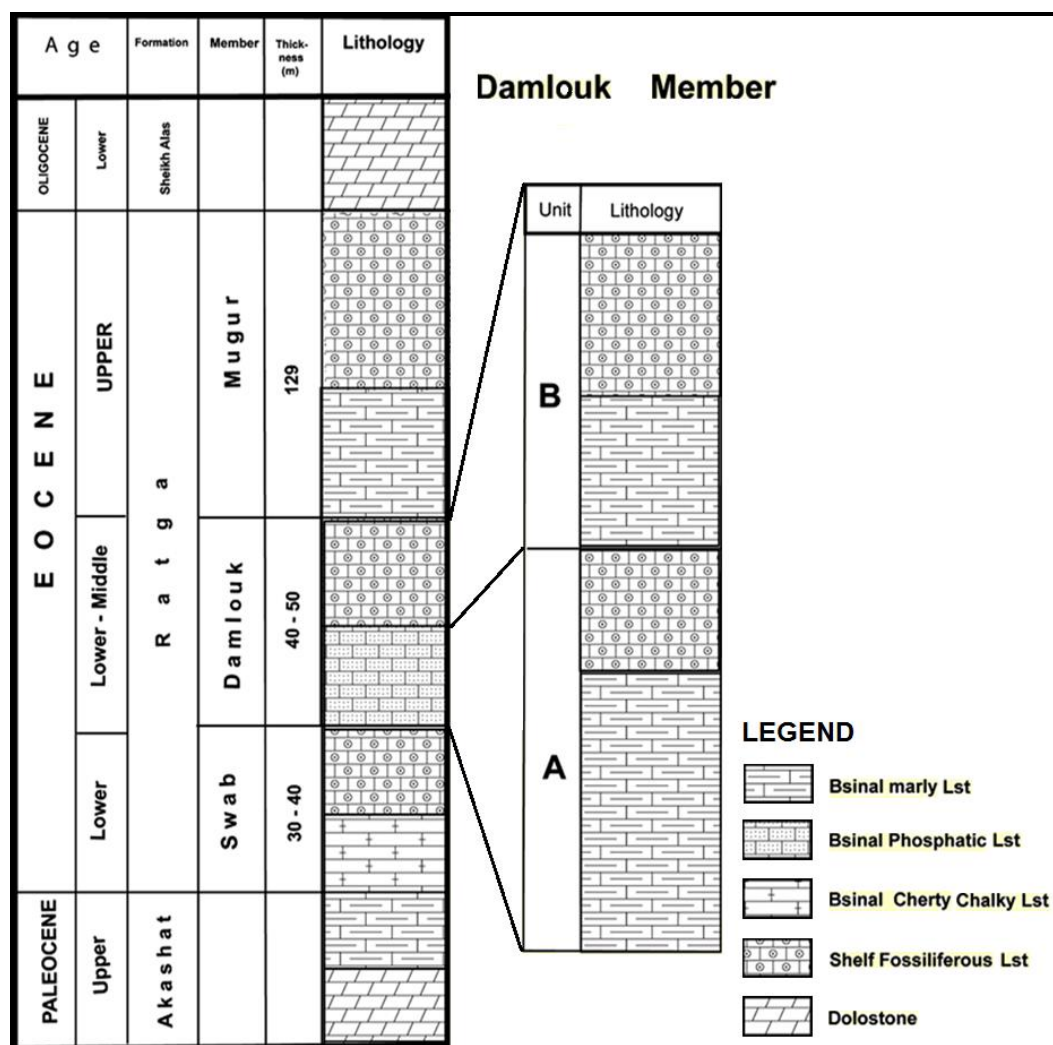 Age
Formation
Member
Thick-
ness
(m)
Lithology
OLIGOCENE
Lower
Sheikh Alas
EOCENE
UPPER
Lower - Middle
Lower
Ratga
Mugur
129
Damlouk
40 - 50
Swab
30 - 40
PALEOCENE
Upper
Akashat
Damlouk Member
Unit
Lithology
B
A
LEGEND
Bsinal marly Lst
Bsinal Phosphatic Lst
Bsinal Cherty Chalky Lst
Shelf Fossiliferous Lst
Dolostone